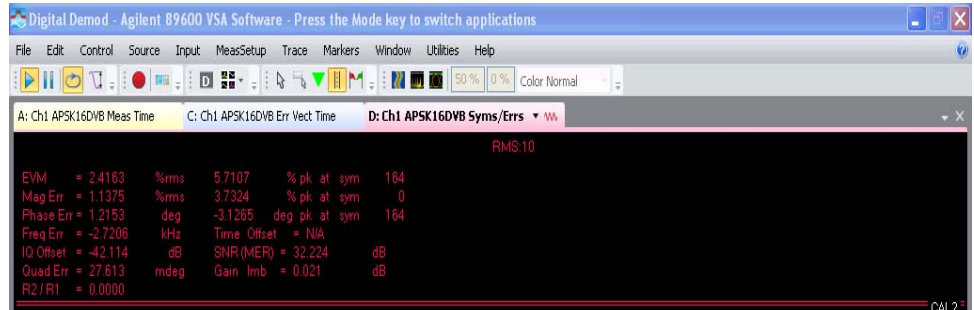 Digital Demod - Agilent 89600 VSA Software - Press the Mode key to switch applications
File Edit Control Source Input MeasSetup Trace Markers Window Utilities Help
D 50 % 0 % Color Normal
A: Ch1 APSK16DVB Meas Time C: Ch1 APSK16DVB Err Vect Time D: Ch1 APSK16DVB Syms/Errs
RMS:10
EVM = 2.4163 %rms 5.7107 % pk at sym 164
Mag Err = 1.1375 %rms 3.7324 % pk at sym 0
Phase Err = 1.2153 deg -3.1265 deg pk at sym 164
Freq Err = -2.7206 kHz Time Offset = N/A
IQ Offset = -42.114 dB SNR(MER) = 32.224 dB
Quad Err = 27.613 mdeg Gain Imb = 0.021 dB
R2 / R1 = 0.0000
CAL2